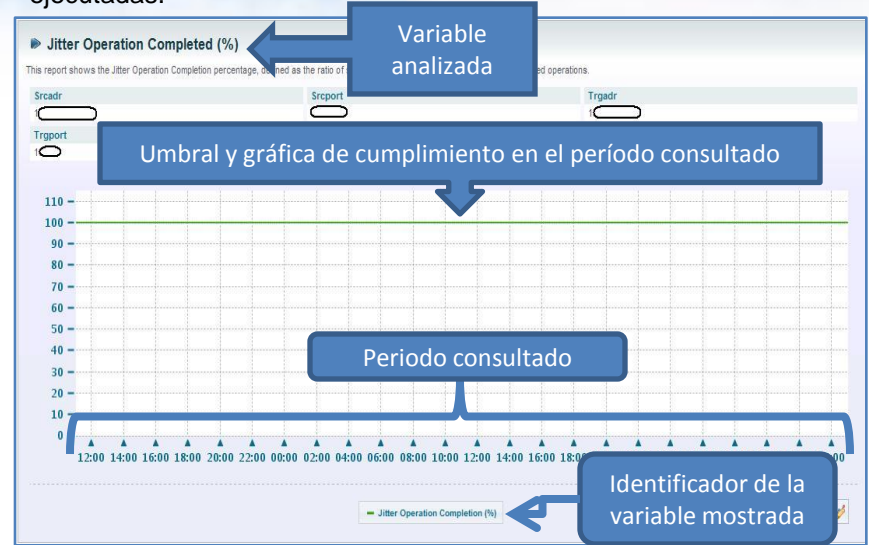 ejecutadas.
Jitter Operation Completed (%)
Variable
analizada
This report shows the Jitter Operation Completion percentage, as the ratio of ed operations.
Srcadr Srcport Trgadr
1 1
Trgport
1
Umbral y gráfica de cumplimiento en el período consultado
110
100
90
80
70
60
50
40
30
20
10
0
Periodo consultado
12:00 14:00 16:00 18:00 20:00 22:00 00:00 02:00 04:00 06:00 08:00 10:00 12:00 14:00 16:00 18:0 00
Jitter Operation Completion (%)
Identificador de la
variable mostrada